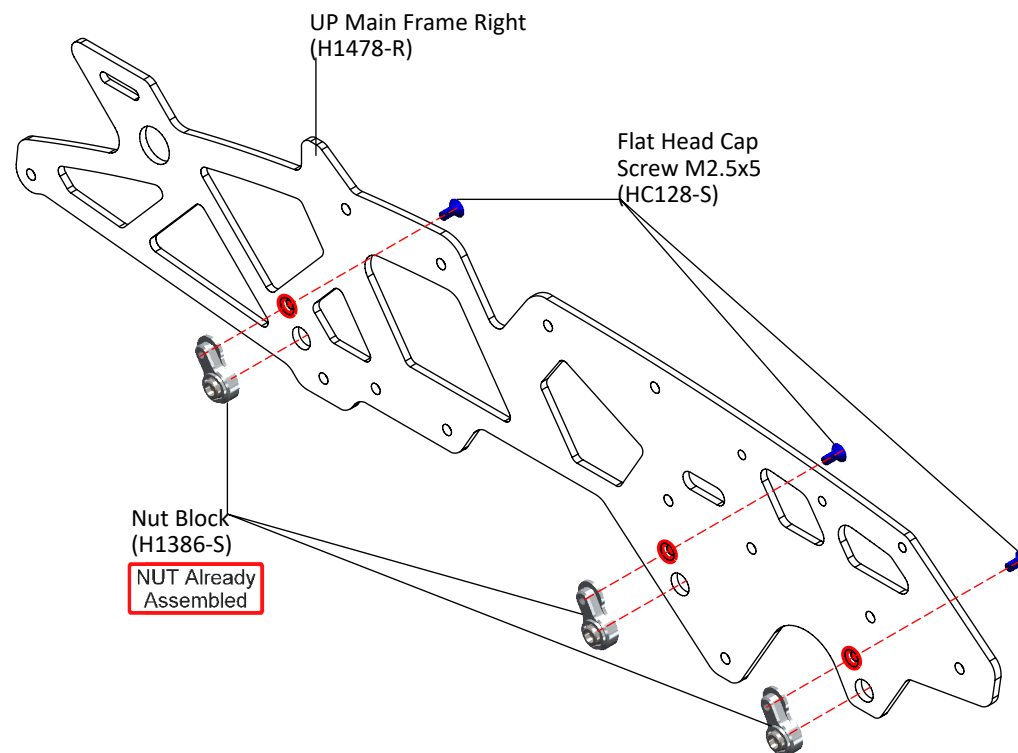 UP Main Frame Right
(H1478-R)
Flat Head Cap
Screw M2.5x5
(HC128-S)
Nut Block
(H1386-S)
NUT Already
Assembled